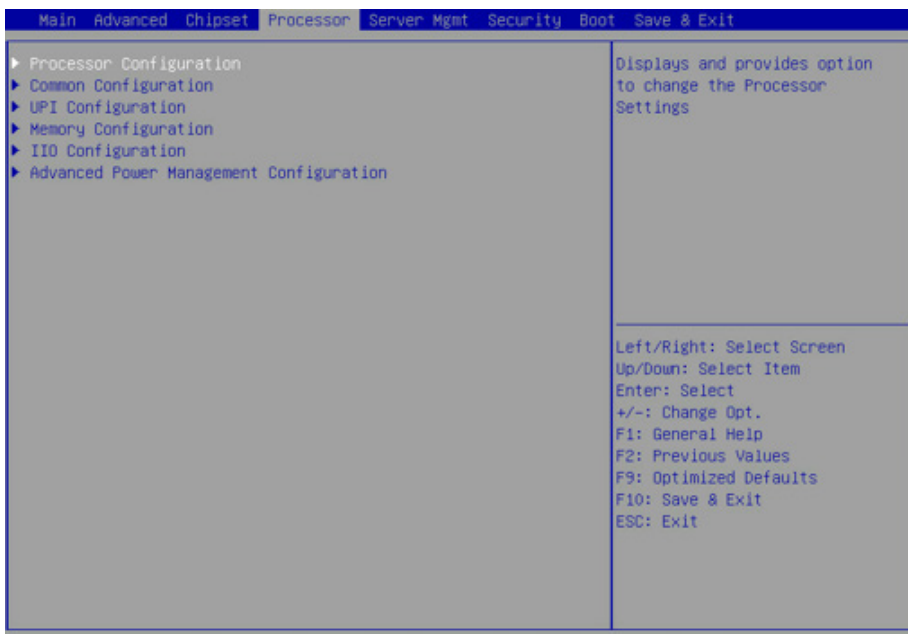 Main Advanced Chipset Processor Server Mgmt Security Boot Save & Exit
Processor Configuration
Common Configuration
UPI Configuration
Memory Configuration
IIO Configuration
Advanced Power Management Configuration
Displays and provides option
to change the Processor
Settings
Left/Right: Select Screen
Up/Down: Select Item
Enter: Select
+/-: Change Opt.
F1: General Help
F2: Previous Values
F9: Optimized Defaults
F10: Save & Exit
ESC: Exit